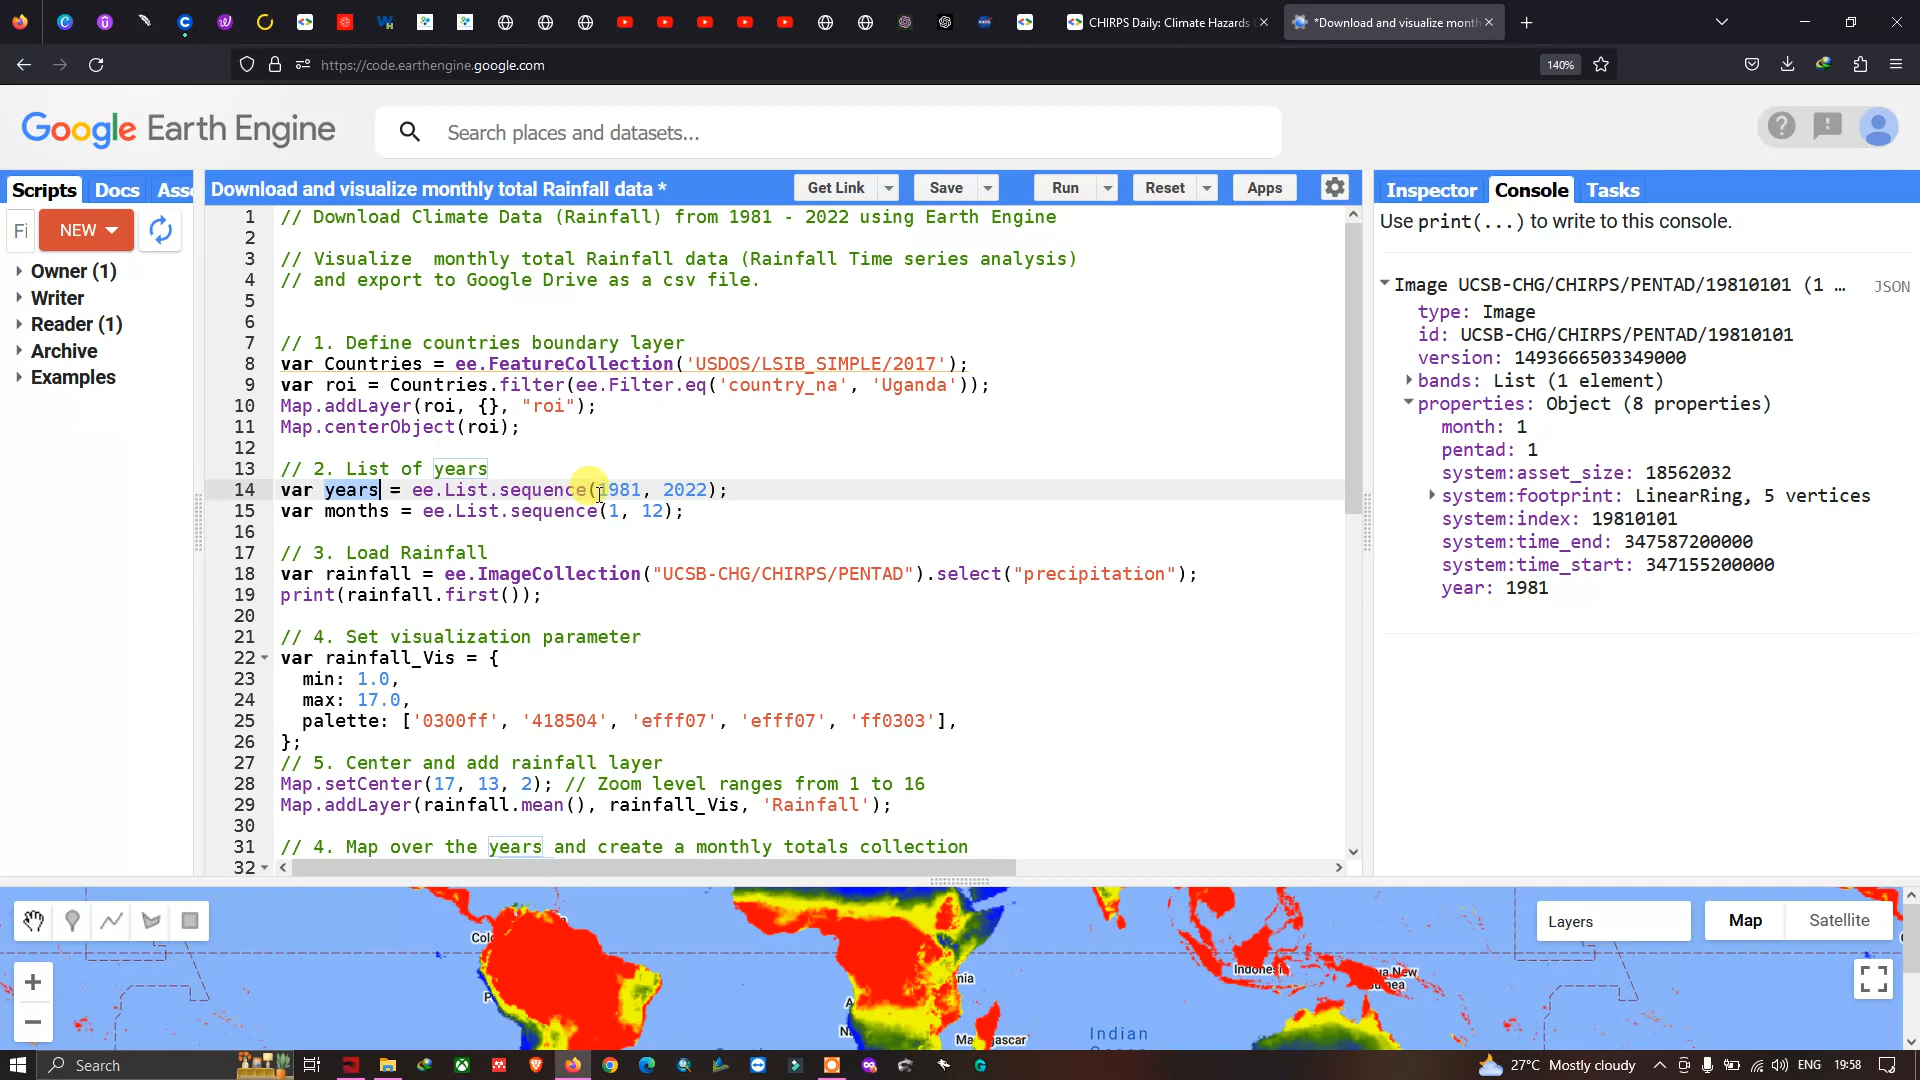 CHIRPS Daily: Climate Hazards
*Download and visualize month
https://code.earthengine.google.com
140%
Google Earth Engine
Search places and datasets...
Scripts
Docs
Asse
Download and visualize monthly total Rainfall data *
Get Link
Save
Run
Reset
Apps
Inspector
Console
Tasks
Fi
NEW
Owner (1)
Writer
Reader (1)
Archive
Examples
1 // Download Climate Data (Rainfall) from 1981 - 2022 using Earth Engine
2
3 // Visualize  monthly total Rainfall data (Rainfall Time series analysis)
4 // and export to Google Drive as a csv file.
5
6
7 // 1. Define countries boundary layer
8 var Countries = ee.FeatureCollection('USDOS/LSIB_SIMPLE/2017');
9 var roi = Countries.filter(ee.Filter.eq('country_na', 'Uganda'));
10 Map.addLayer(roi, {}, "roi");
11 Map.centerObject(roi);
12
13 // 2. List of years
14 var years = ee.List.sequence(1981, 2022);
15 var months = ee.List.sequence(1, 12);
16
17 // 3. Load Rainfall
18 var rainfall = ee.ImageCollection("UCSB-CHG/CHIRPS/PENTAD").select("precipitation");
19 print(rainfall.first());
20
21 // 4. Set visualization parameter
22 var rainfall_Vis = {
23   min: 1.0,
24   max: 17.0,
25   palette: ['0300ff', '418504', 'efff07', 'efff07', 'ff0303'],
26 };
27 // 5. Center and add rainfall layer
28 Map.setCenter(17, 13, 2); // Zoom level ranges from 1 to 16
29 Map.addLayer(rainfall.mean(), rainfall_Vis, 'Rainfall');
30
31 // 4. Map over the years and create a monthly totals collection
32
Use print(...) to write to this console.
Image UCSB-CHG/CHIRPS/PENTAD/19810101 (1 …
JSON
type: Image
id: UCSB-CHG/CHIRPS/PENTAD/19810101
version: 1493666503349000
bands: List (1 element)
properties: Object (8 properties)
month: 1
pentad: 1
system:asset_size: 18562032
system:footprint: LinearRing, 5 vertices
system:index: 19810101
system:time_end: 347587200000
system:time_start: 347155200000
year: 1981
Layers
Map
Satellite
Indian
Search
27°C Mostly cloudy
ENG
19:58